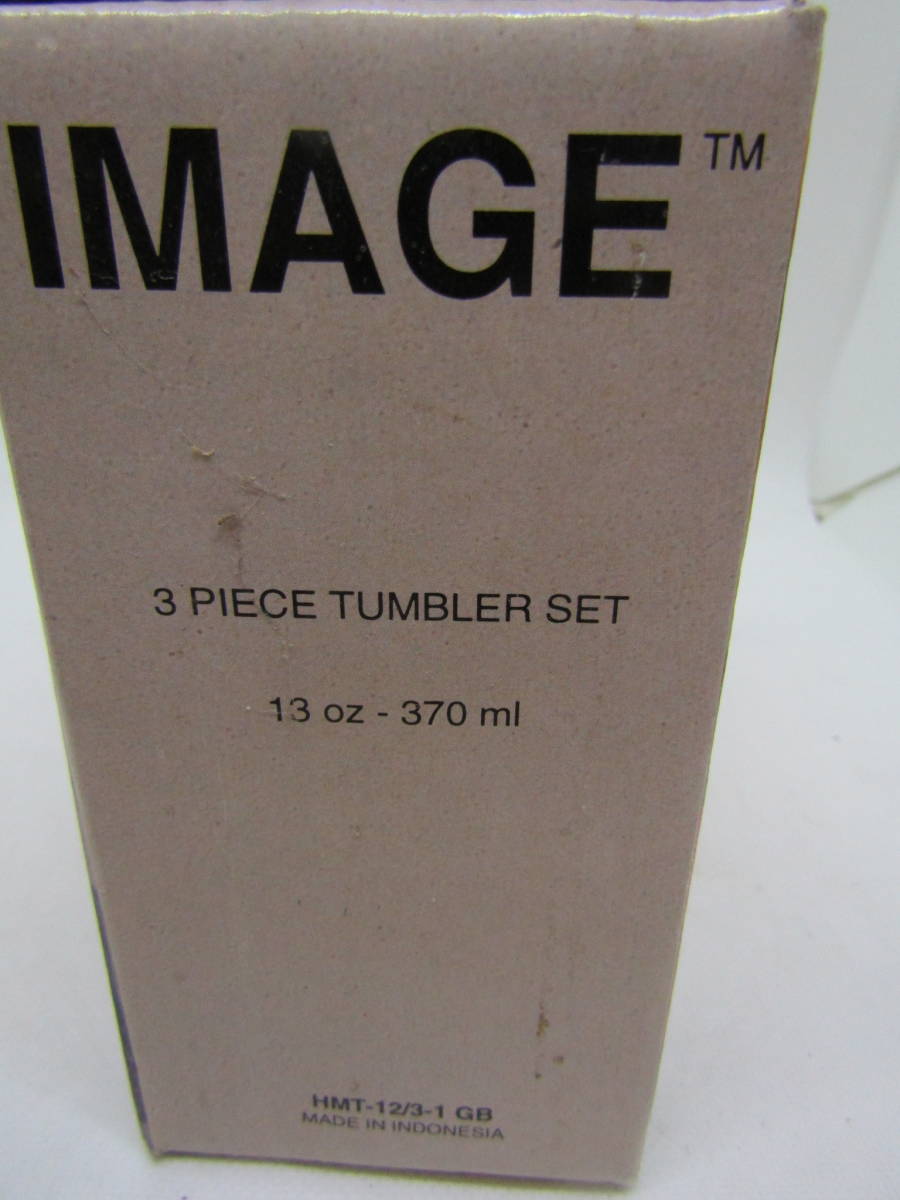 IMAGE™
3 PIECE TUMBLER SET
13 oz - 370 ml
HMT-12/3-1 GB
MADE IN INDONESIA